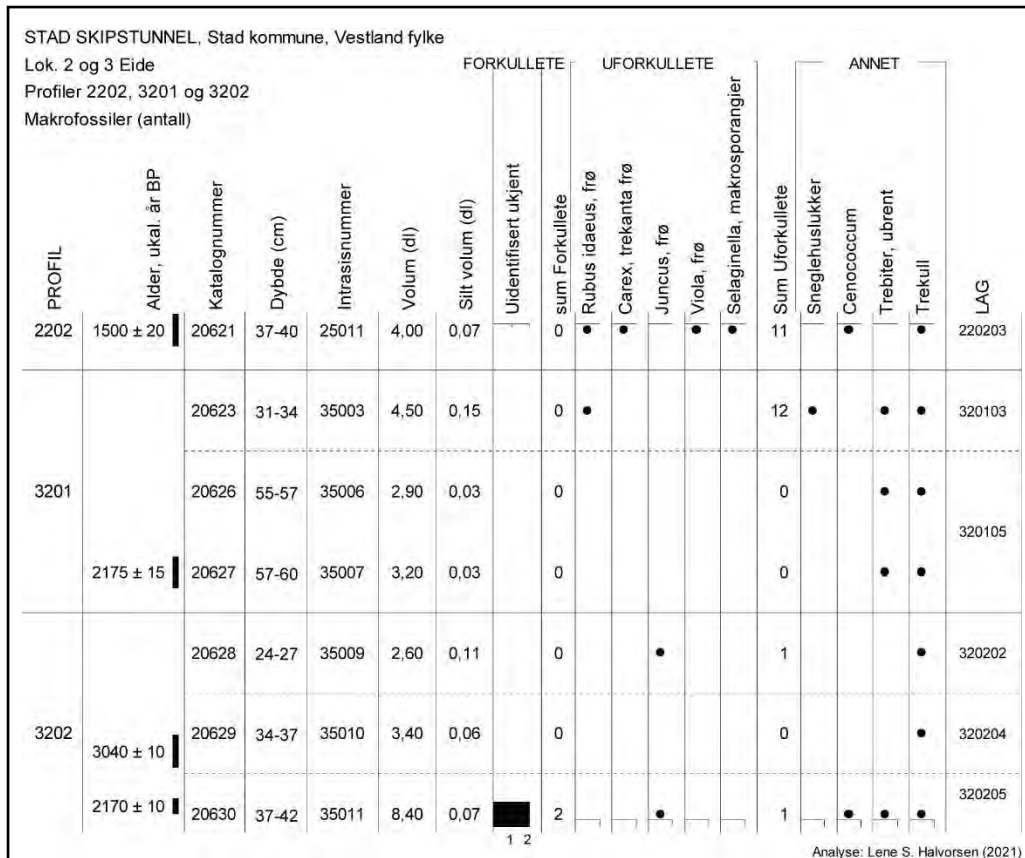 STAD SKIPSTUNNEL, Stad kommune, Vestland fylke
Lok. 2 og 3 Eide
Profiler 2202, 3201 og 3202
Makrofossiler (antall)
FORKULLETE UFORKULLETE ANNET
PROFIL
Alder, ukal. år BP
Katalognummer
Dybde (cm)
Intrasisnummer
Volum (dl)
Silt volum (dl)
Uidentifisert ukjent
sum Forkullete
Rubus idaeus, frø
Carex, trekanta frø
Juncus, frø
Viola, frø
Selaginella, makrosporangier
Sum Uforkullete
Sneglehuslukker
Cenococcum
Trebiter, ubrent
Trekull
LAG
2202 1500 ± 20 20621 37-40 25011 4,00 0,07 0 11 220203
20623 31-34 35003 4,50 0,15 0 12 320103
3201 20626 55-57 35006 2,90 0,03 0 0
320105
2175 ± 15 20627 57-60 35007 3,20 0,03 0 0
20628 24-27 35009 2,60 0,11 0 1 320202
3202 20629 34-37 35010 3,40 0,06 0 0 320204
3040 ± 10
2170 ± 10 20630 37-42 35011 8,40 0,07 2 1 320205
1 2
Analyse: Lene S. Halvorsen (2021)